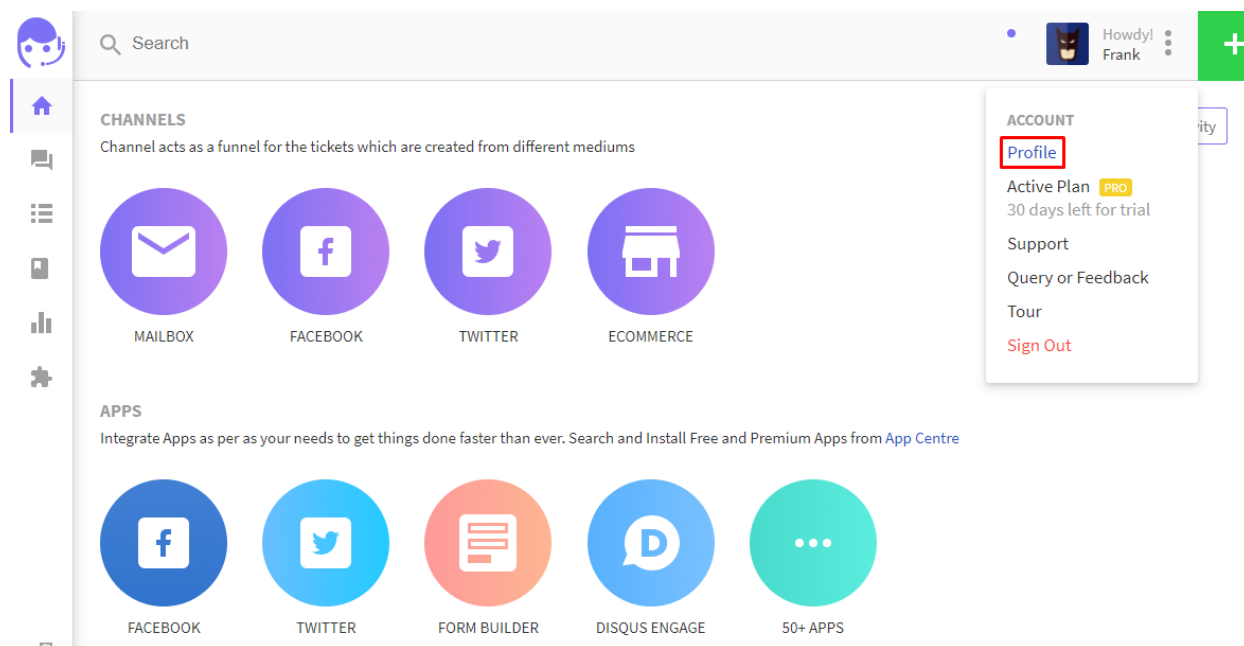 Search
Howdy!
Frank
+
CHANNELS
Channel acts as a funnel for the tickets which are created from different mediums
MAILBOX
FACEBOOK
TWITTER
ECOMMERCE
ACCOUNT
Profile
Active Plan PRO
30 days left for trial
Support
Query or Feedback
Tour
Sign Out
ity
APPS
Integrate Apps as per as your needs to get things done faster than ever. Search and Install Free and Premium Apps from App Centre
D
FACEBOOK
TWITTER
FORM BUILDER
DISQUS ENGAGE
50+ APPS